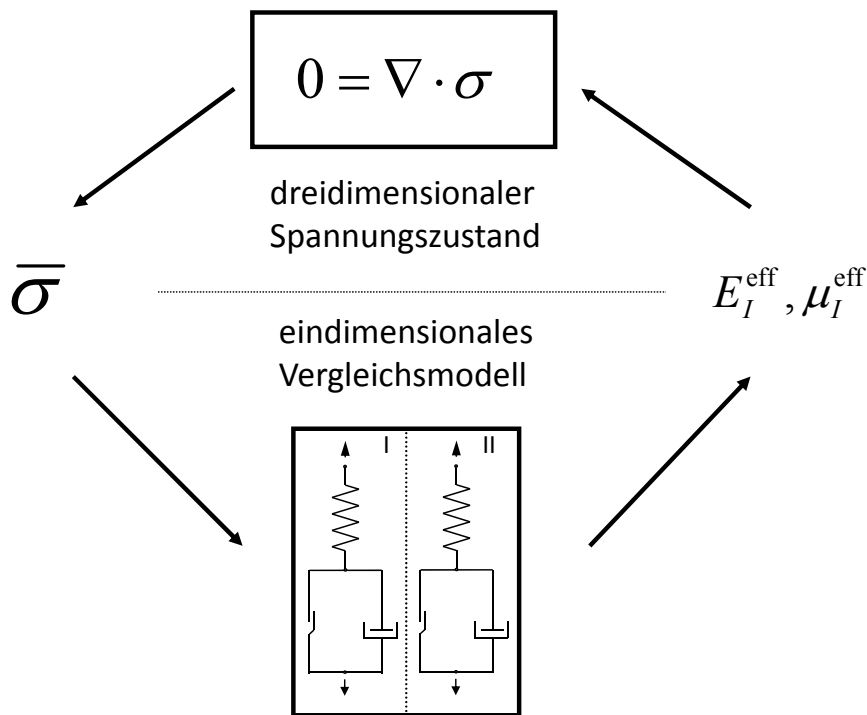 0 = ∇ · σ
dreidimensionaler
Spannungszustand
σ̅
E_I^eff , μ_I^eff
eindimensionales
Vergleichsmodell
I II